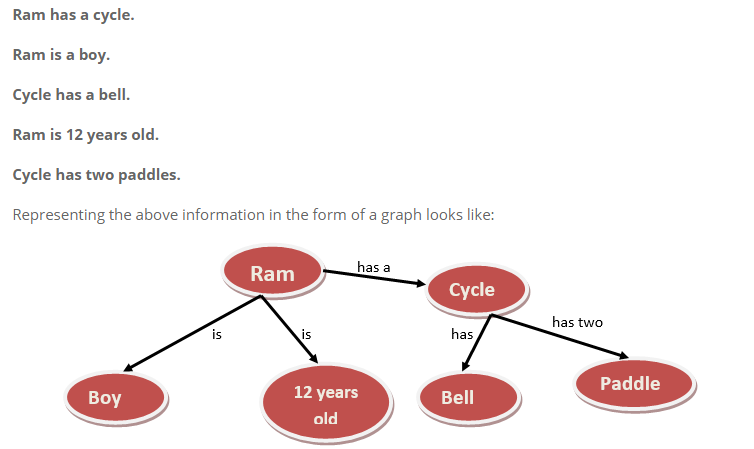 Ram has a cycle.
Ram is a boy.
Cycle has a bell.
Ram is 12 years old.
Cycle has two paddles.
Representing the above information in the form of a graph looks like:
Ram
has a
Cycle
is
is
has
has two
Boy
12 years
old
Bell
Paddle